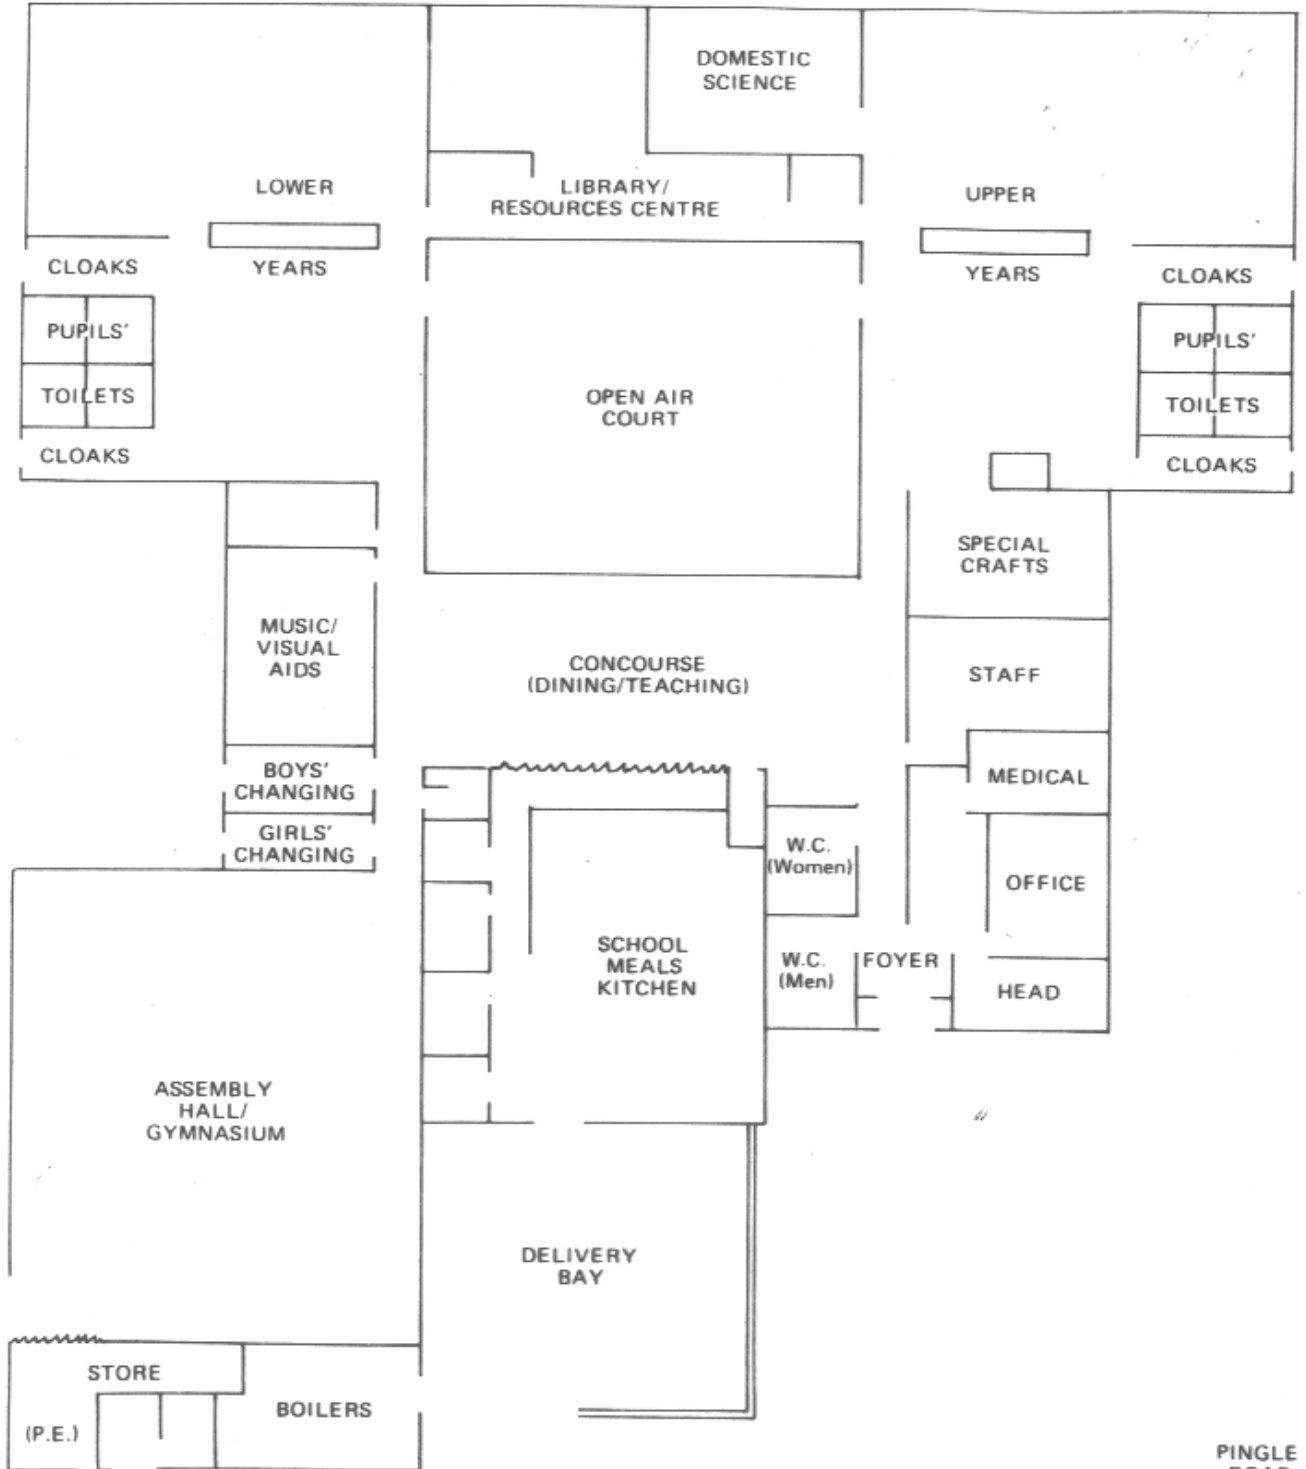 DOMESTIC
SCIENCE
LOWER
YEARS
LIBRARY/
RESOURCES CENTRE
UPPER
YEARS
CLOAKS
PUPILS'
TOILETS
CLOAKS
CLOAKS
PUPILS'
TOILETS
CLOAKS
OPEN AIR
COURT
SPECIAL
CRAFTS
MUSIC/
VISUAL
AIDS
CONCOURSE
(DINING/TEACHING)
STAFF
BOYS'
CHANGING
GIRLS'
CHANGING
MEDICAL
W.C.
(Women)
OFFICE
SCHOOL
MEALS
KITCHEN
W.C.
(Men)
FOYER
HEAD
ASSEMBLY
HALL/
GYMNASIUM
DELIVERY
BAY
STORE
(P.E.)
BOILERS
PINGLE
ROAD